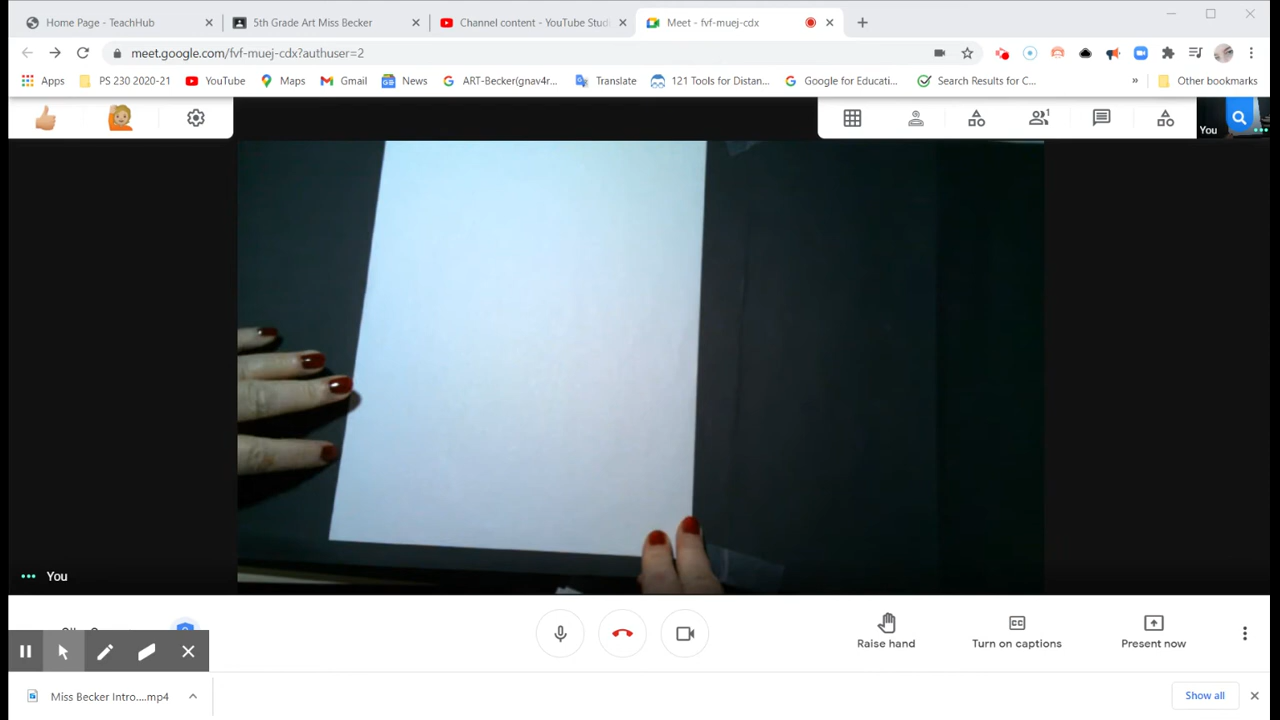 Home Page - TeachHub
5th Grade Art Miss Becker
Channel content - YouTube Stud
Meet - fvf-muej-cdx
meet.google.com/fvf-muej-cdx?authuser=2
Apps PS 230 2020-21 YouTube Maps Gmail News ART-Becker(gnav4r... Translate 121 Tools for Distan... Google for Educati... Search Results for C... » Other bookmarks
1
You
You
Raise hand
Turn on captions
Present now
Miss Becker Intro....mp4
Show all